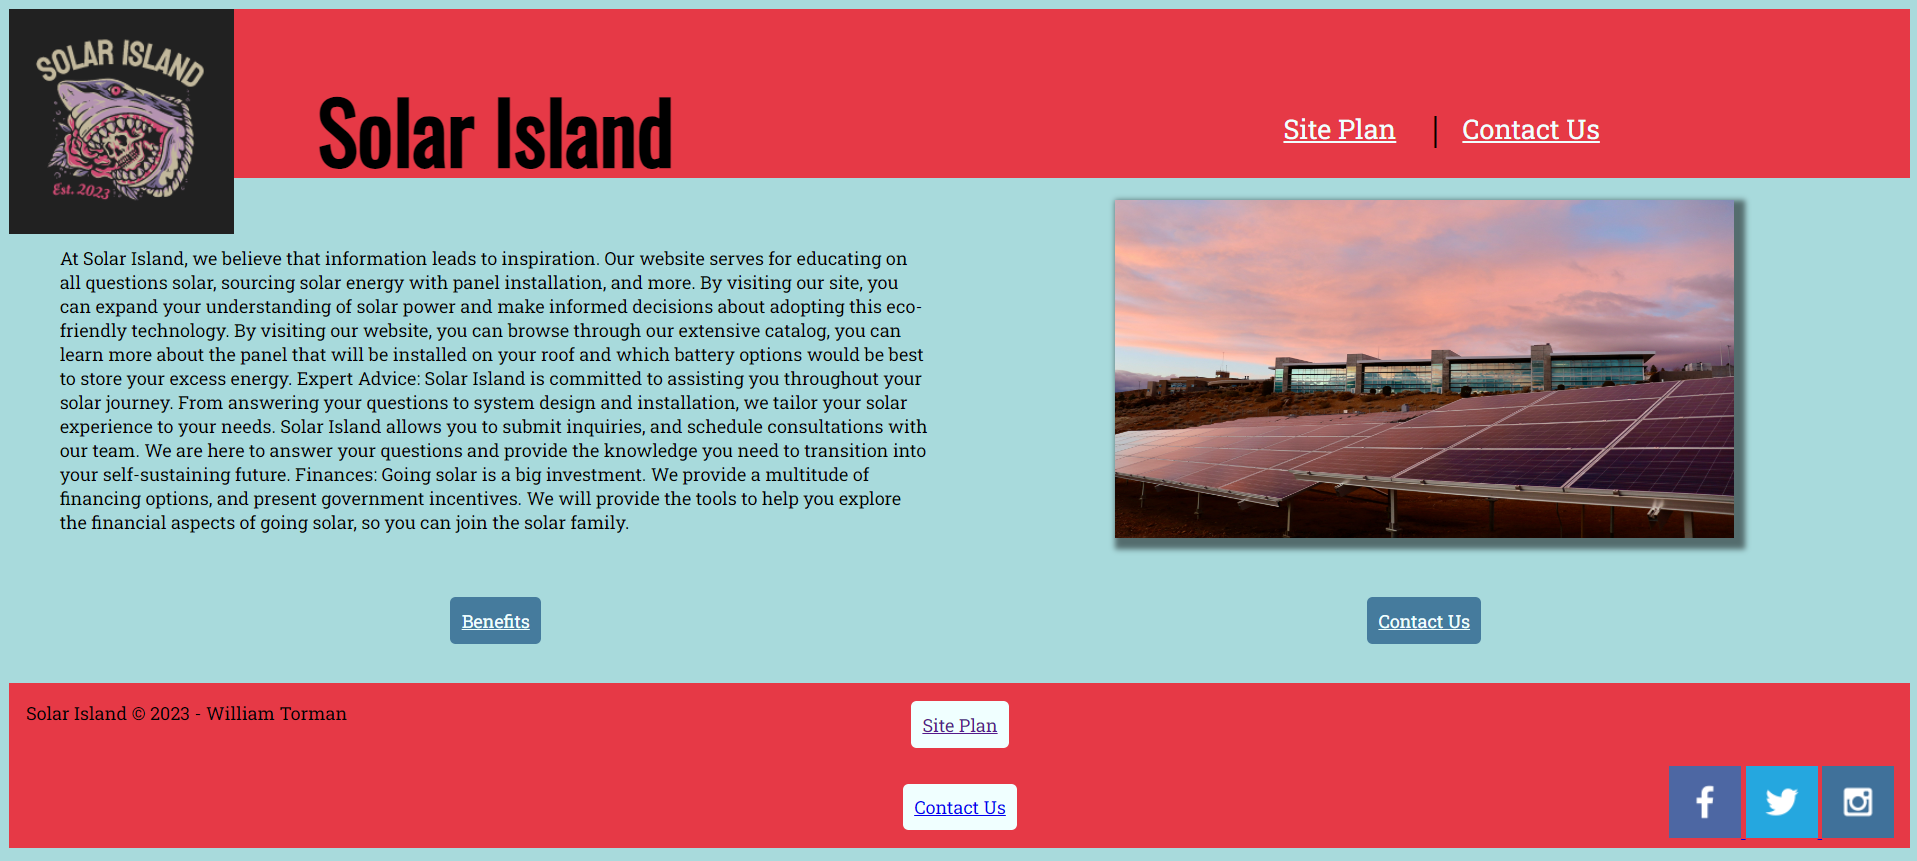 SOLAR ISLAND
Est. 2023
Solar Island
Site Plan | Contact Us
At Solar Island, we believe that information leads to inspiration. Our website serves for educating on
all questions solar, sourcing solar energy with panel installation, and more. By visiting our site, you
can expand your understanding of solar power and make informed decisions about adopting this eco-
friendly technology. By visiting our website, you can browse through our extensive catalog, you can
learn more about the panel that will be installed on your roof and which battery options would be best
to store your excess energy. Expert Advice: Solar Island is committed to assisting you throughout your
solar journey. From answering your questions to system design and installation, we tailor your solar
experience to your needs. Solar Island allows you to submit inquiries, and schedule consultations with
our team. We are here to answer your questions and provide the knowledge you need to transition into
your self-sustaining future. Finances: Going solar is a big investment. We provide a multitude of
financing options, and present government incentives. We will provide the tools to help you explore
the financial aspects of going solar, so you can join the solar family.
Benefits
Contact Us
Solar Island © 2023 - William Torman
Site Plan
Contact Us